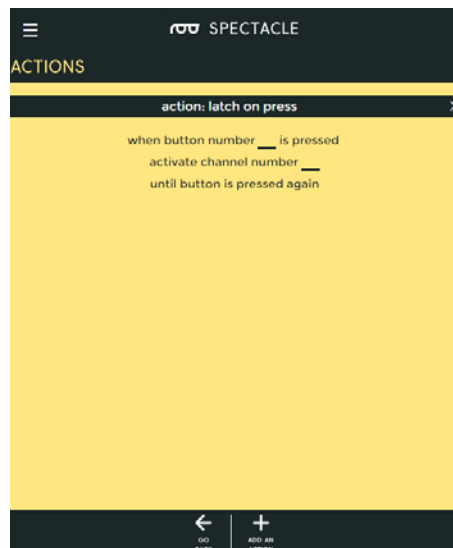 SPECTACLE
ACTIONS
action: latch on press
when button number __ is pressed
activate channel number __
until button is pressed again
GO
ADD AN